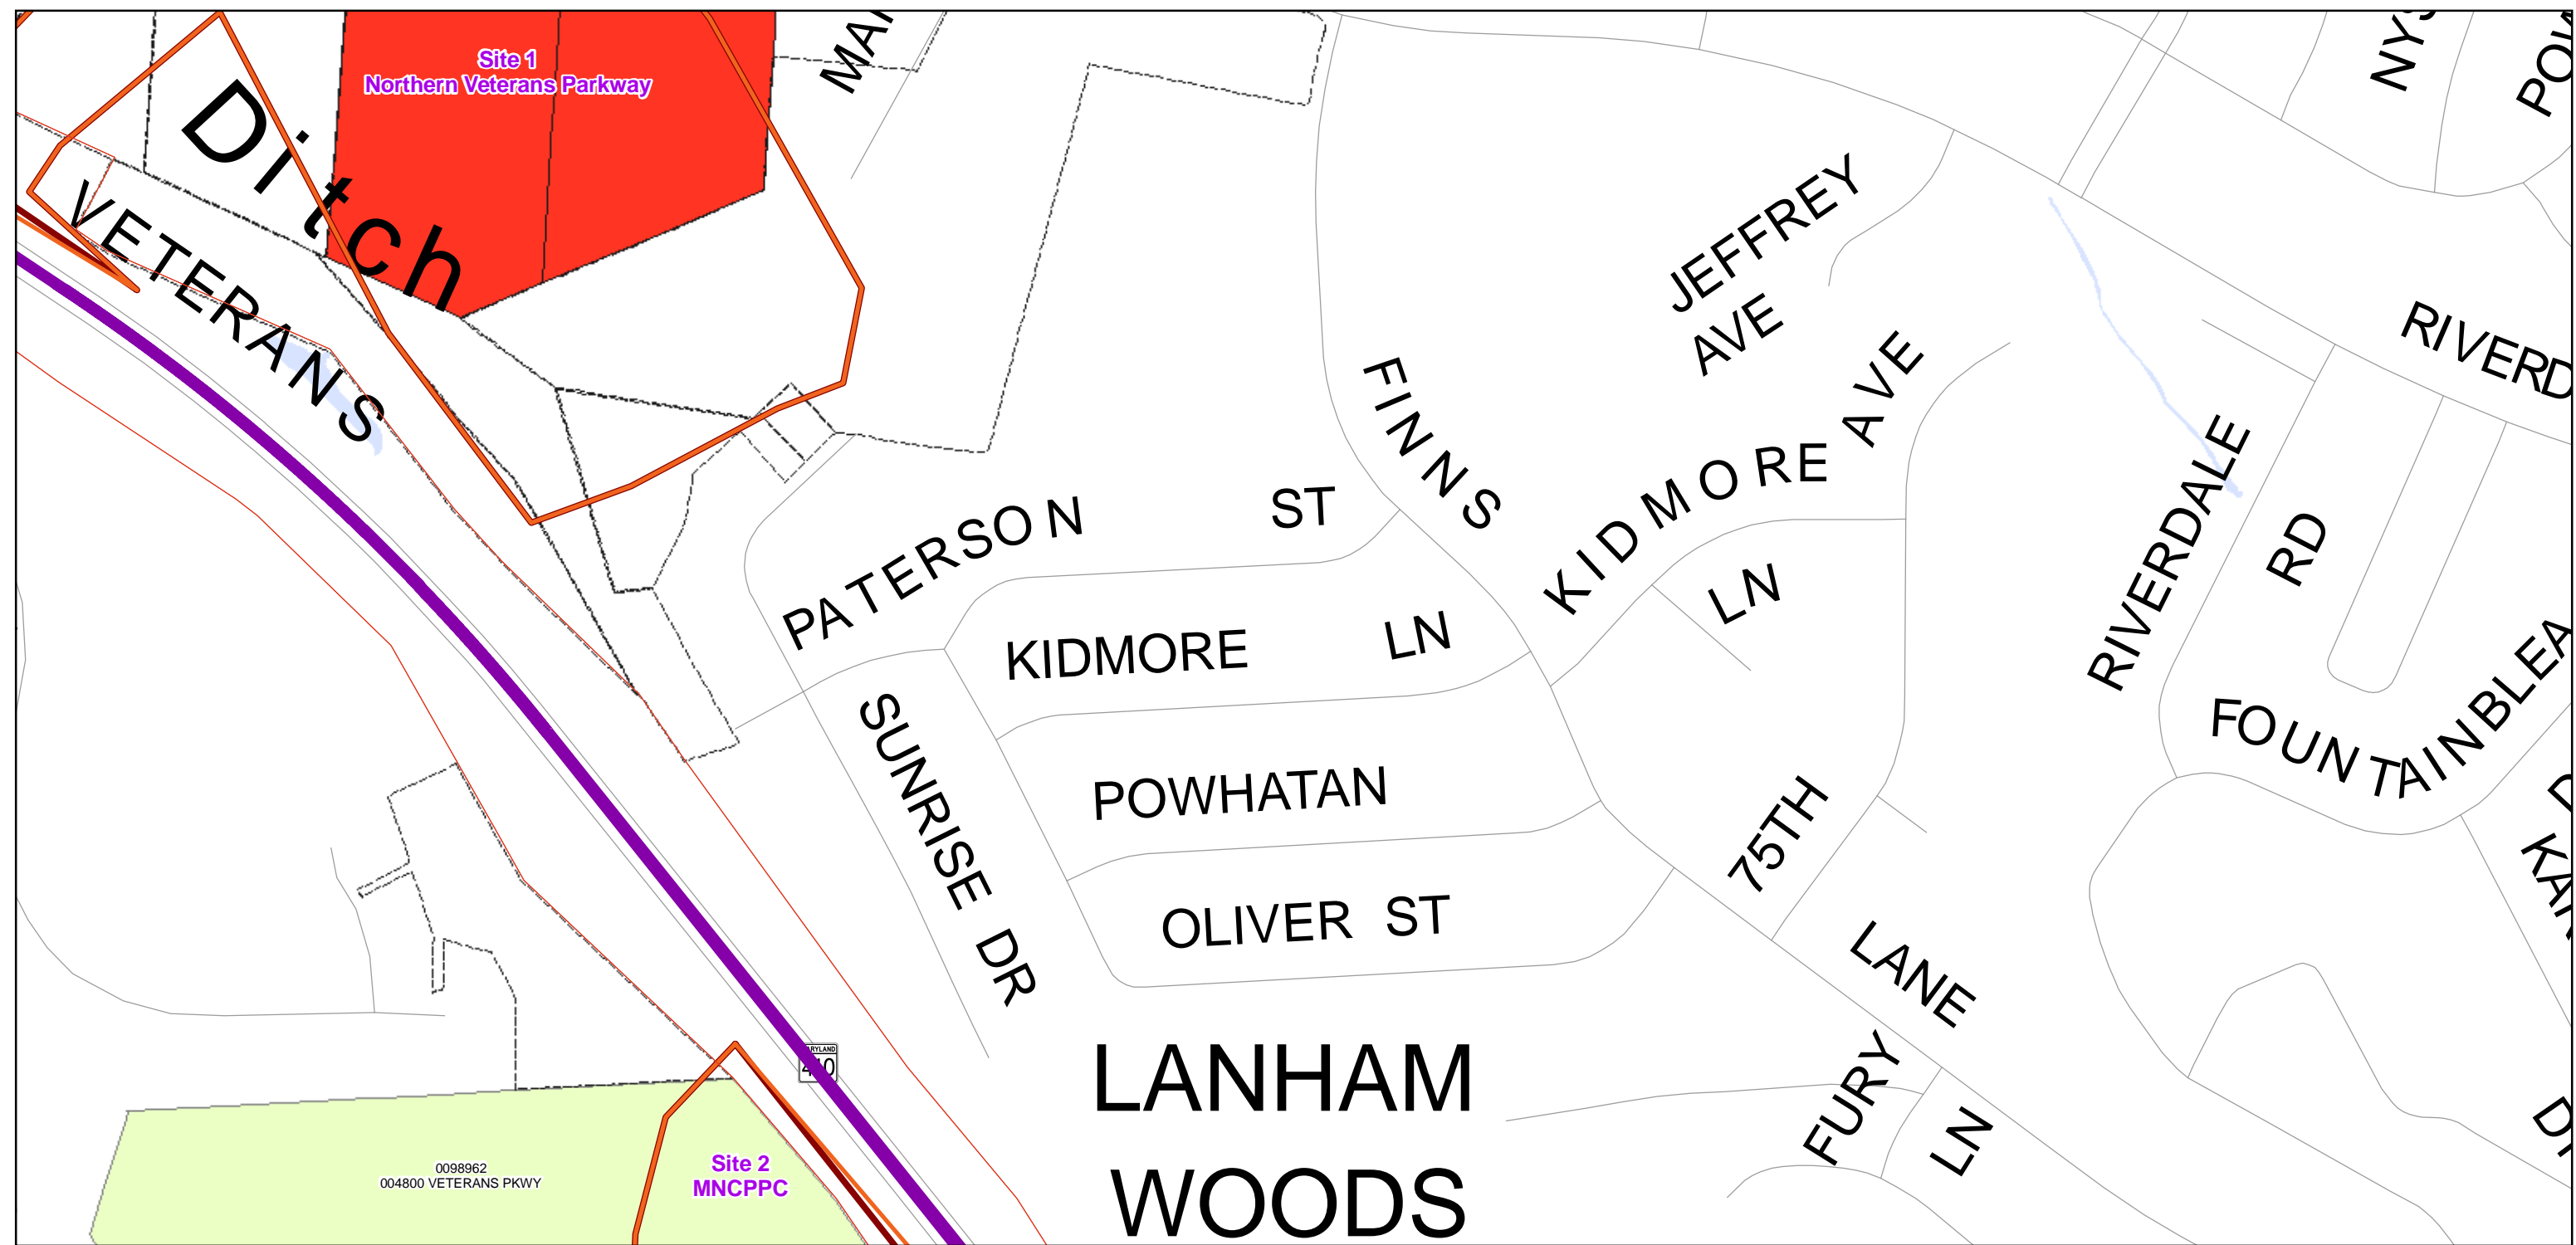 Site 1
Northern Veterans Parkway
Ditch
VETERANS
JEFFREY
AVE
RIVERD
FINNS
KIDMORE AVE
PATERSON ST
RIVERDALE
RD
KIDMORE LN
LN
SUNRISE DR
POWHATAN
75TH
FOUNTAINBLEA
OLIVER ST
LANE
LANHAM
WOODS
FURY
LN
0098962
004800 VETERANS PKWY
Site 2
MNCPPC